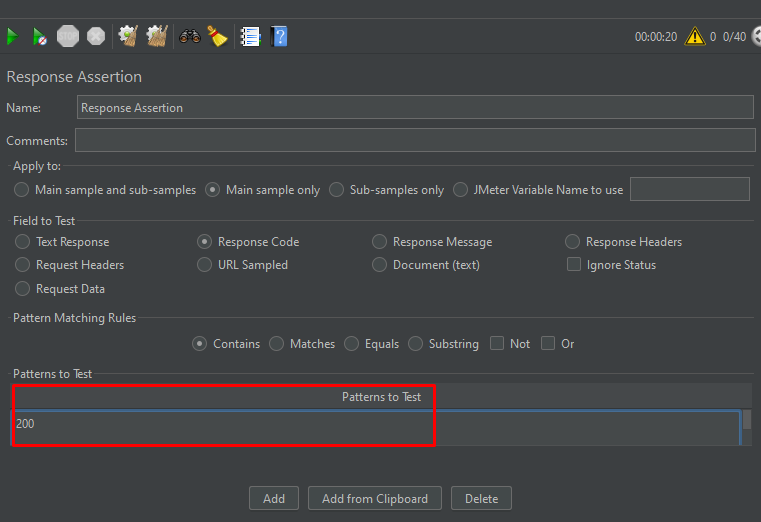 STOP
00:00:20 0 0/40
Response Assertion
Name: Response Assertion
Comments:
Apply to:
Main sample and sub-samples Main sample only Sub-samples only JMeter Variable Name to use
Field to Test
Text Response Response Code Response Message Response Headers
Request Headers URL Sampled Document (text) Ignore Status
Request Data
Pattern Matching Rules
Contains Matches Equals Substring Not Or
Patterns to Test
Patterns to Test
200
Add Add from Clipboard Delete